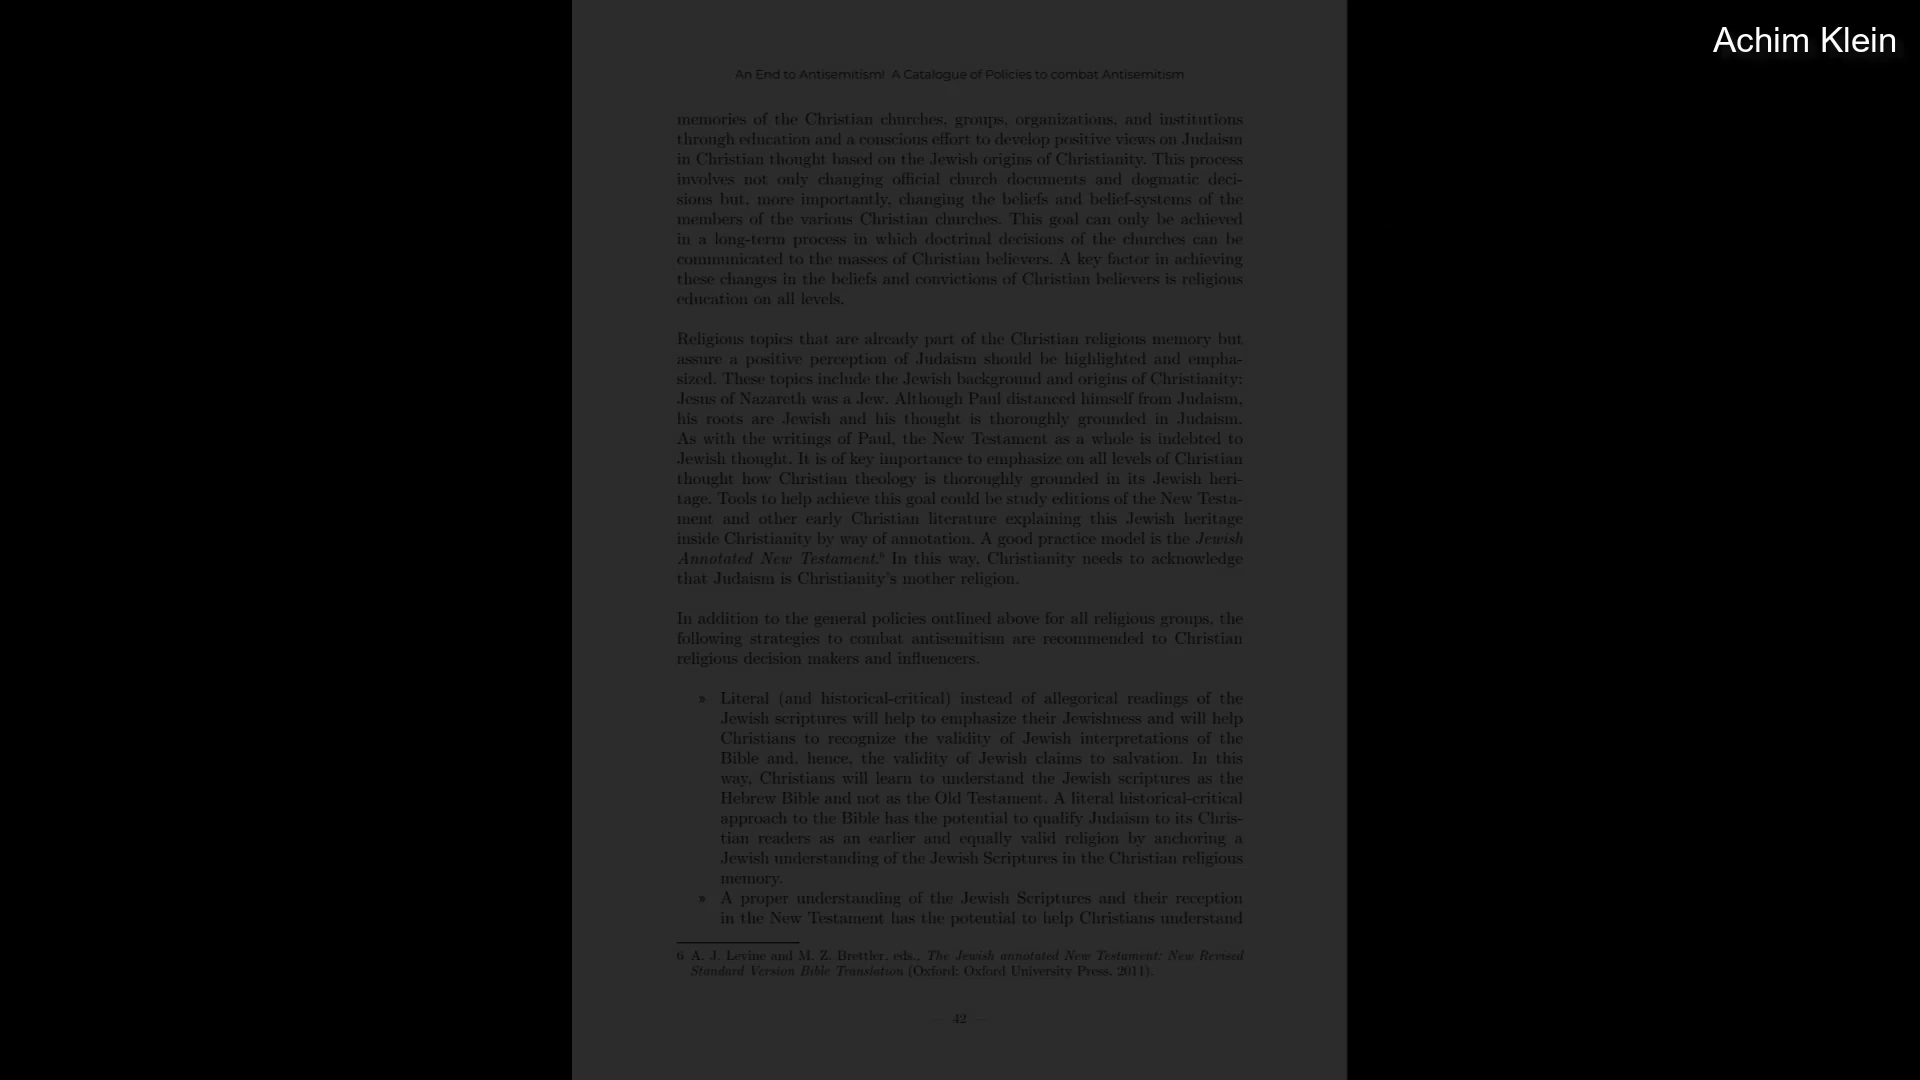 Achim Klein
An End to Antisemitism! A Catalogue of Policies to combat Antisemitism
memories of the Christian churches, groups, organizations, and institutions
through education and a conscious effort to develop positive views on Judaism
in Christian thought based on the Jewish origins of Christianity. This process
involves not only changing official church documents and dogmatic deci-
sions but, more importantly, changing the beliefs and belief-systems of the
members of the various Christian churches. This goal can only be achieved
in a long-term process in which doctrinal decisions of the churches can be
communicated to the masses of Christian believers. A key factor in achieving
these changes in the beliefs and convictions of Christian believers is religious
education on all levels.
Religious topics that are already part of the Christian religious memory but
assure a positive perception of Judaism should be highlighted and empha-
sized. These topics include the Jewish background and origins of Christianity:
Jesus of Nazareth was a Jew. Although Paul distanced himself from Judaism,
his roots are Jewish and his thought is thoroughly grounded in Judaism.
As with the writings of Paul, the New Testament as a whole is indebted to
Jewish thought. It is of key importance to emphasize on all levels of Christian
thought how Christian theology is thoroughly grounded in its Jewish heri-
tage. Tools to help achieve this goal could be study editions of the New Testa-
ment and other early Christian literature explaining this Jewish heritage
inside Christianity by way of annotation. A good practice model is the Jewish
Annotated New Testament.⁶ In this way, Christianity needs to acknowledge
that Judaism is Christianity's mother religion.
In addition to the general policies outlined above for all religious groups, the
following strategies to combat antisemitism are recommended to Christian
religious decision makers and influencers.
» Literal (and historical-critical) instead of allegorical readings of the
Jewish scriptures will help to emphasize their Jewishness and will help
Christians to recognize the validity of Jewish interpretations of the
Bible and, hence, the validity of Jewish claims to salvation. In this
way, Christians will learn to understand the Jewish scriptures as the
Hebrew Bible and not as the Old Testament. A literal historical-critical
approach to the Bible has the potential to qualify Judaism to its Chris-
tian readers as an earlier and equally valid religion by anchoring a
Jewish understanding of the Jewish Scriptures in the Christian religious
memory.
» A proper understanding of the Jewish Scriptures and their reception
in the New Testament has the potential to help Christians understand
6 A. J. Levine and M. Z. Brettler, eds., The Jewish annotated New Testament: New Revised
Standard Version Bible Translation (Oxford: Oxford University Press, 2011).
— 42 —